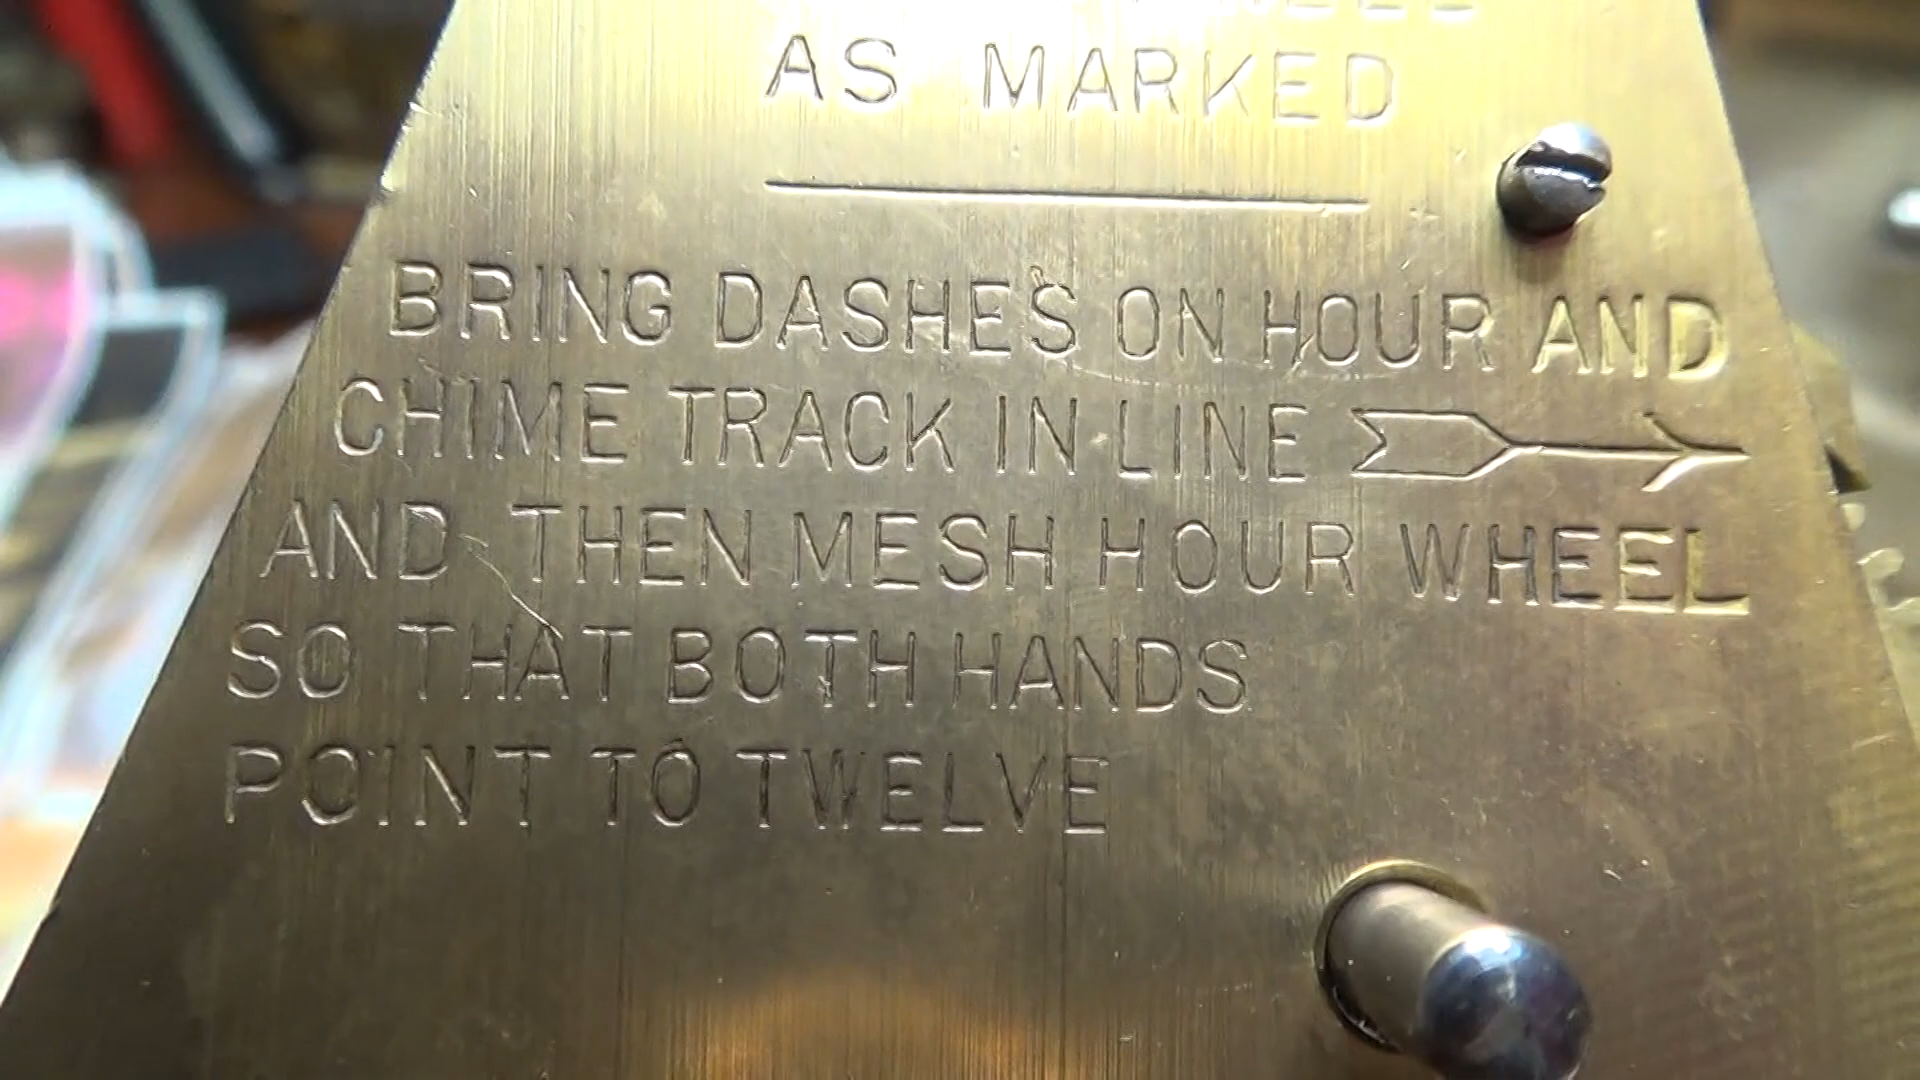 AS MARKED
BRING DASHES ON HOUR AND
CHIME TRACK IN LINE
AND THEN MESH HOUR WHEEL
SO THAT BOTH HANDS
POINT TO TWELVE